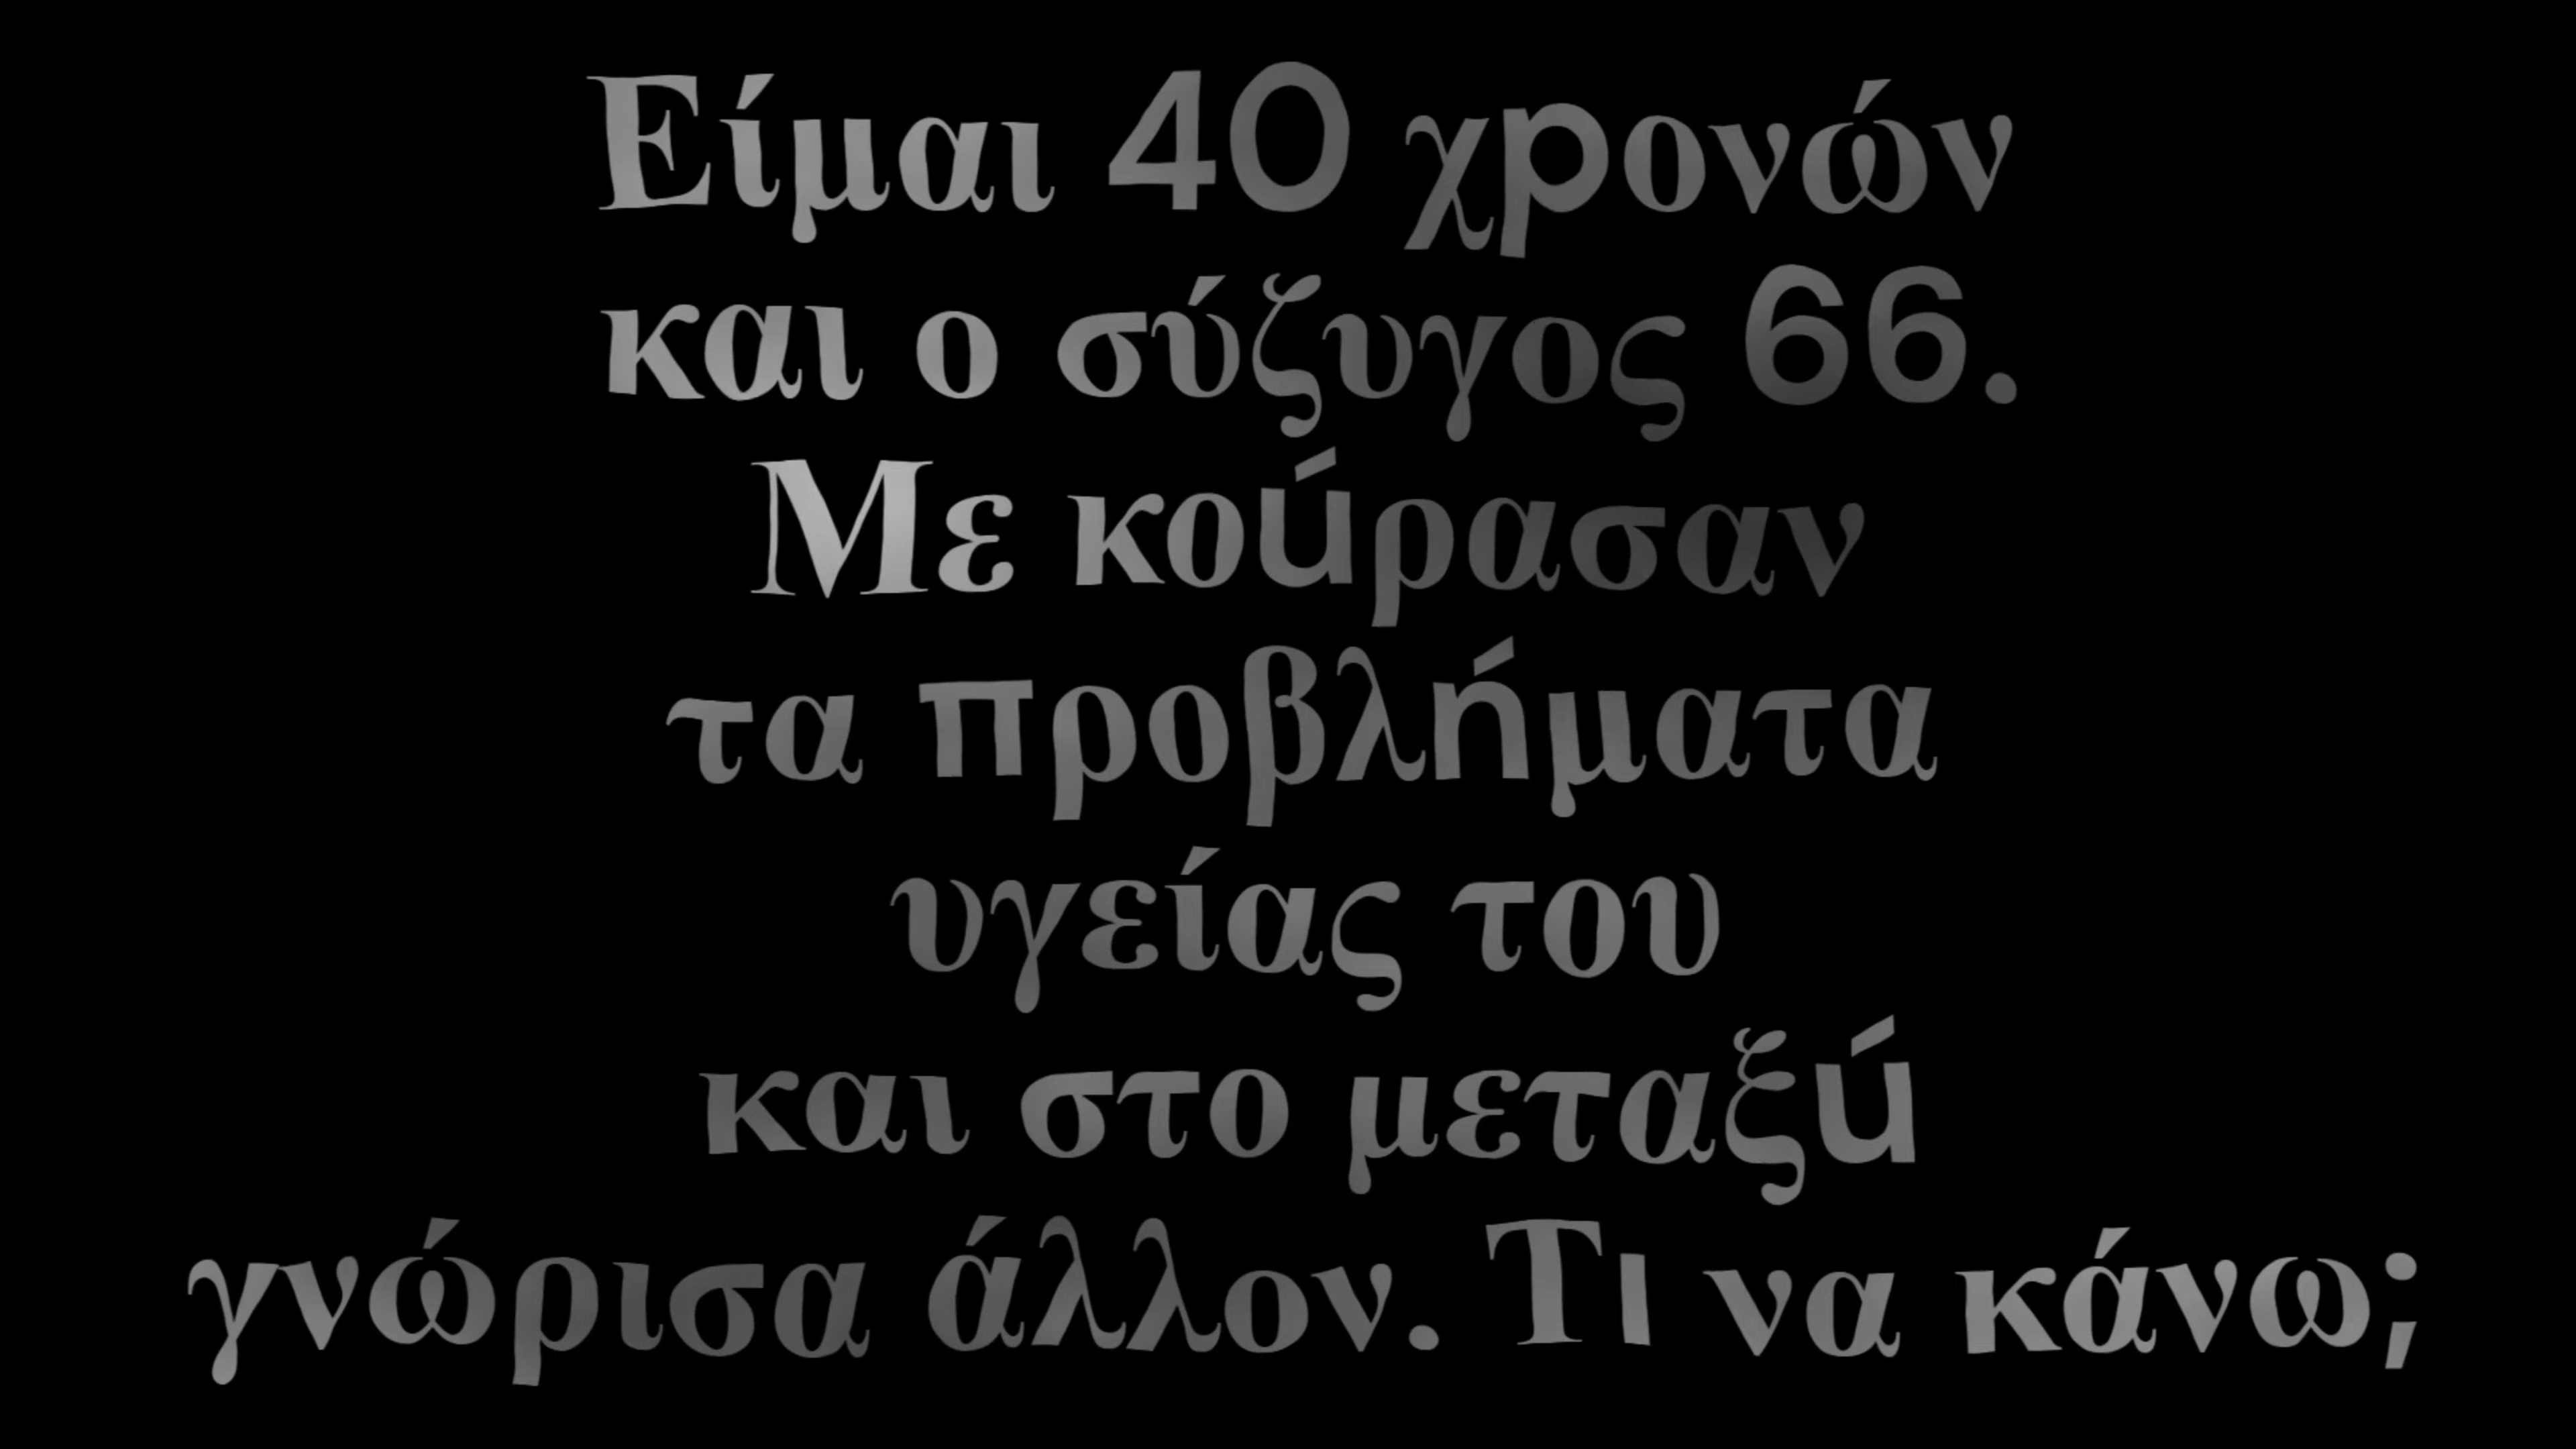 Είμαι 40 χρονών
και ο σύζυγος 66.
Με κούρασαν
τα προβλήματα
υγείας του
και στο μεταξύ
γνώρισα άλλον. Τι να κάνω;